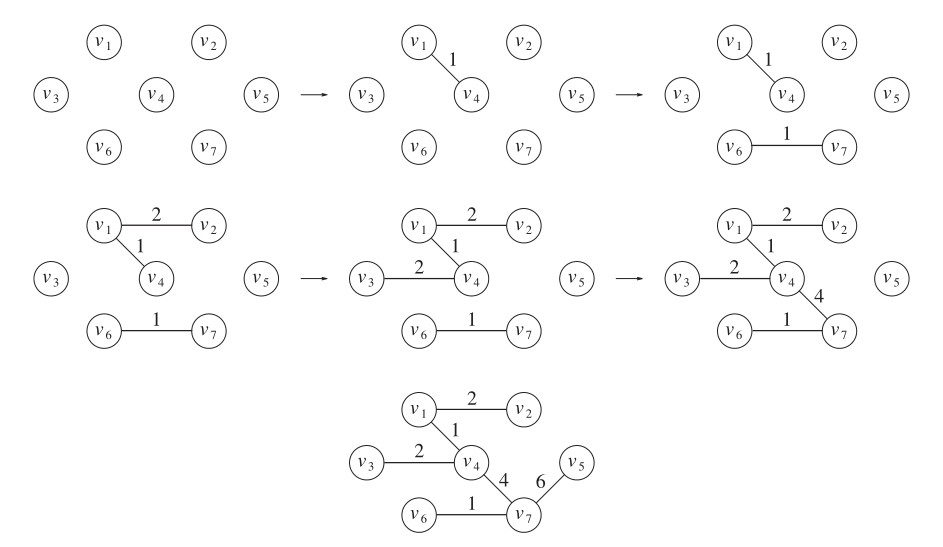 v1 v2 v1 v2 v1 v2
1 1
v3 v4 v5 v3 v4 v5 v3 v4 v5
1
v6 v7 v6 v7 v6 v7
2 2 2
v1 v2 v1 v2 v1 v2
1 1 1
2 2
v3 v4 v5 v3 v4 v5 v3 v4 v5
4
1 1 1
v6 v7 v6 v7 v6 v7
2
v1 v2
1
2
v3 v4 v5
4 6
1
v6 v7